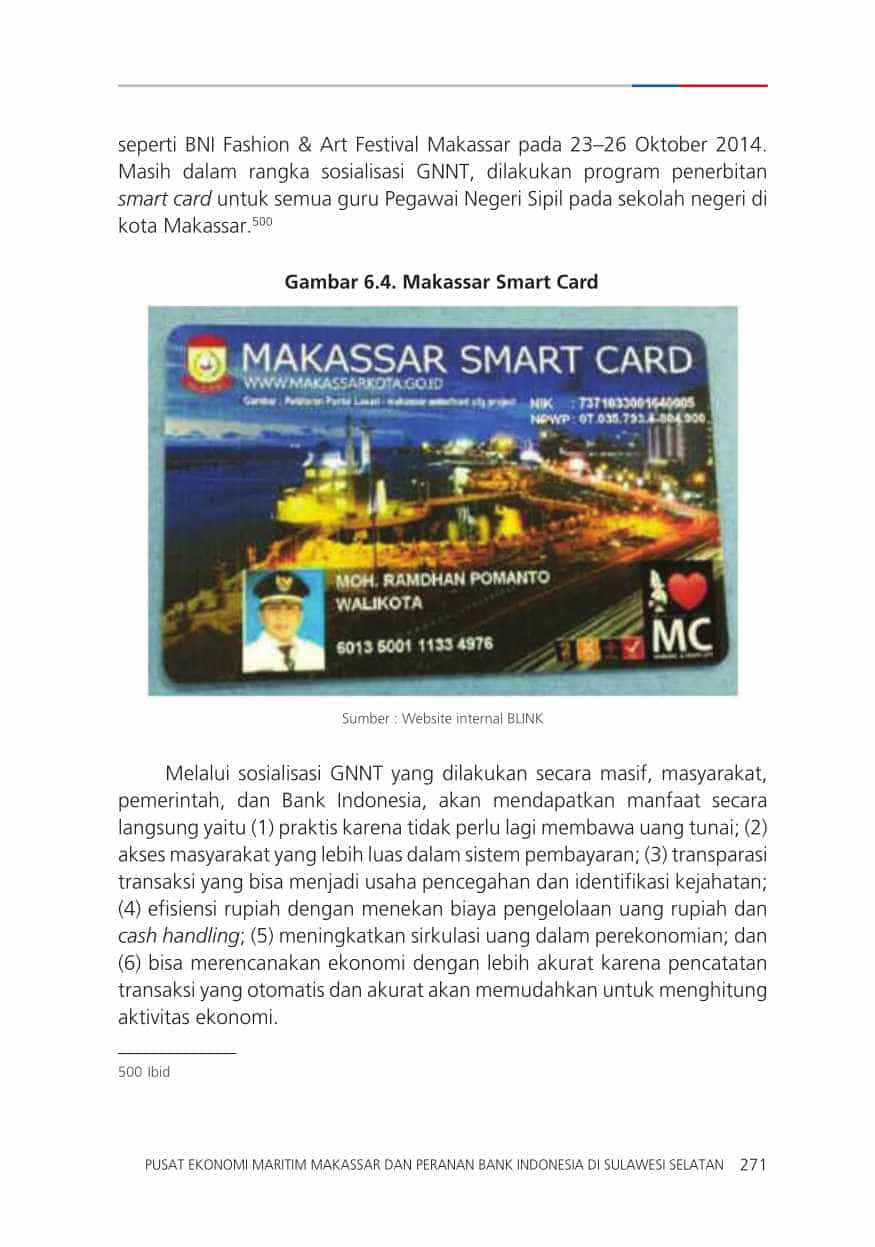 seperti BNI Fashion & Art Festival Makassar pada 23–26 Oktober 2014.
Masih dalam rangka sosialisasi GNNT, dilakukan program penerbitan
smart card untuk semua guru Pegawai Negeri Sipil pada sekolah negeri di
kota Makassar.500
Gambar 6.4. Makassar Smart Card
MAKASSAR SMART CARD
WWW.MAKASSARKOTA.GO.ID
NIK :
NPWP :
MOH. RAMDHAN POMANTO
WALIKOTA
6013 5001 1133 4976
MC
Sumber : Website internal BLINK
Melalui sosialisasi GNNT yang dilakukan secara masif, masyarakat,
pemerintah, dan Bank Indonesia, akan mendapatkan manfaat secara
langsung yaitu (1) praktis karena tidak perlu lagi membawa uang tunai; (2)
akses masyarakat yang lebih luas dalam sistem pembayaran; (3) transparasi
transaksi yang bisa menjadi usaha pencegahan dan identifikasi kejahatan;
(4) efisiensi rupiah dengan menekan biaya pengelolaan uang rupiah dan
cash handling; (5) meningkatkan sirkulasi uang dalam perekonomian; dan
(6) bisa merencanakan ekonomi dengan lebih akurat karena pencatatan
transaksi yang otomatis dan akurat akan memudahkan untuk menghitung
aktivitas ekonomi.
500 Ibid
PUSAT EKONOMI MARITIM MAKASSAR DAN PERANAN BANK INDONESIA DI SULAWESI SELATAN 271